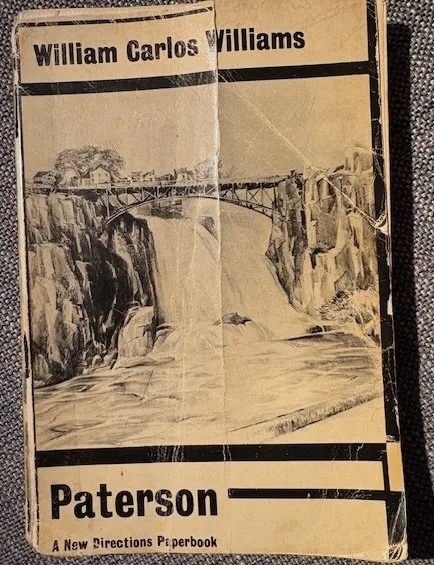 William Carlos Williams
Paterson
A New Directions Paperbook